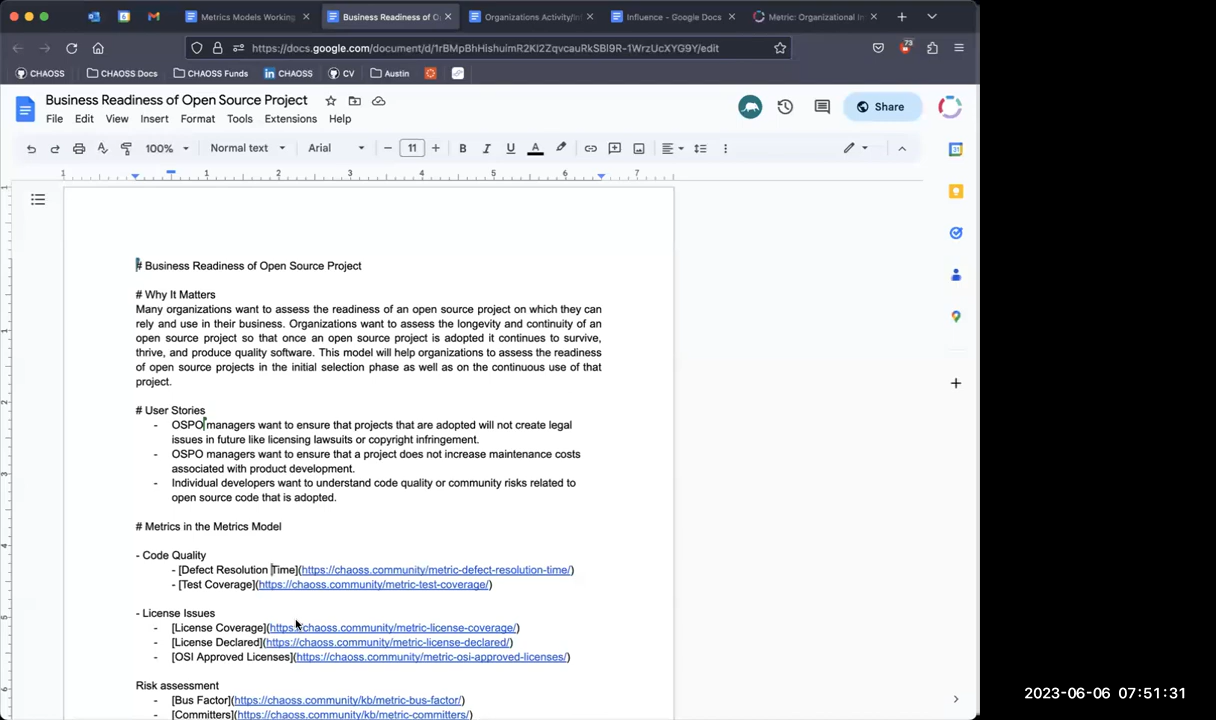 Metrics Models Working
Business Readiness of O
Organizations Activity/In
Influence - Google Docs
Metric: Organizational In
https://docs.google.com/document/d/1rBMpBhHishuimR2KI2ZqvcauRkSBI9R-1WrzUcXYG9Y/edit
73
CHAOSS
CHAOSS Docs
CHAOSS Funds
in CHAOSS
CV
Austin
Business Readiness of Open Source Project
Share
File Edit View Insert Format Tools Extensions Help
100% Normal text Arial 11 B I U A
1 1 2 3 4 5 6 7
# Business Readiness of Open Source Project
# Why It Matters
Many organizations want to assess the readiness of an open source project on which they can
rely and use in their business. Organizations want to assess the longevity and continuity of an
open source project so that once an open source project is adopted it continues to survive,
thrive, and produce quality software. This model will help organizations to assess the readiness
of open source projects in the initial selection phase as well as on the continuous use of that
project.
# User Stories
- OSPO managers want to ensure that projects that are adopted will not create legal
issues in future like licensing lawsuits or copyright infringement.
- OSPO managers want to ensure that a project does not increase maintenance costs
associated with product development.
- Individual developers want to understand code quality or community risks related to
open source code that is adopted.
# Metrics in the Metrics Model
- Code Quality
- [Defect Resolution Time](https://chaoss.community/metric-defect-resolution-time/)
- [Test Coverage](https://chaoss.community/metric-test-coverage/)
- License Issues
- [License Coverage](https://chaoss.community/metric-license-coverage/)
- [License Declared](https://chaoss.community/metric-license-declared/)
- [OSI Approved Licenses](https://chaoss.community/metric-osi-approved-licenses/)
Risk assessment
- [Bus Factor](https://chaoss.community/kb/metric-bus-factor/)
- [Committers](https://chaoss.community/kb/metric-committers/)
2023-06-06 07:51:31